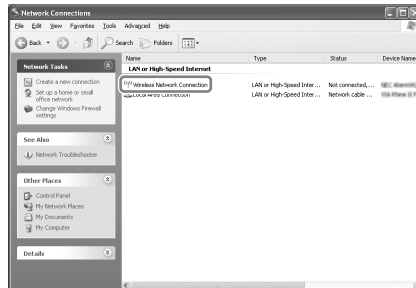 Network Connections
File Edit View Favorites Tools Advanced Help
Back Search Folders
Name Type Status Device Name
LAN or High-Speed Internet
Wireless Network Connection LAN or High-Speed Inter... Not connected,...
Local Area Connection LAN or High-Speed Inter... Network cable ...
Network Tasks
Create a new connection
Set up a home or small
office network
Change Windows Firewall
settings
See Also
Network Troubleshooter
Other Places
Control Panel
My Network Places
My Documents
My Computer
Details